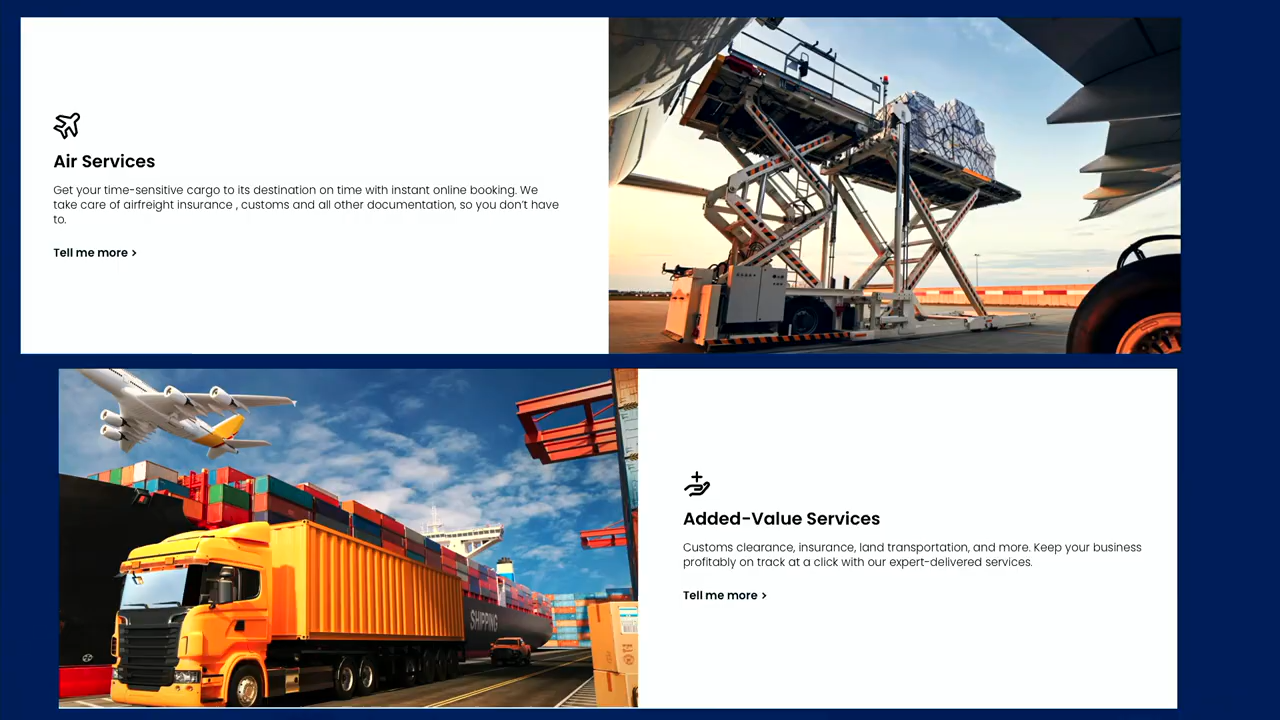 Air Services
Get your time-sensitive cargo to its destination on time with instant online booking. We
take care of airfreight insurance , customs and all other documentation, so you don't have
to.
Tell me more >
SHIPPING
Added-Value Services
Customs clearance, insurance, land transportation, and more. Keep your business
profitably on track at a click with our expert-delivered services.
Tell me more >